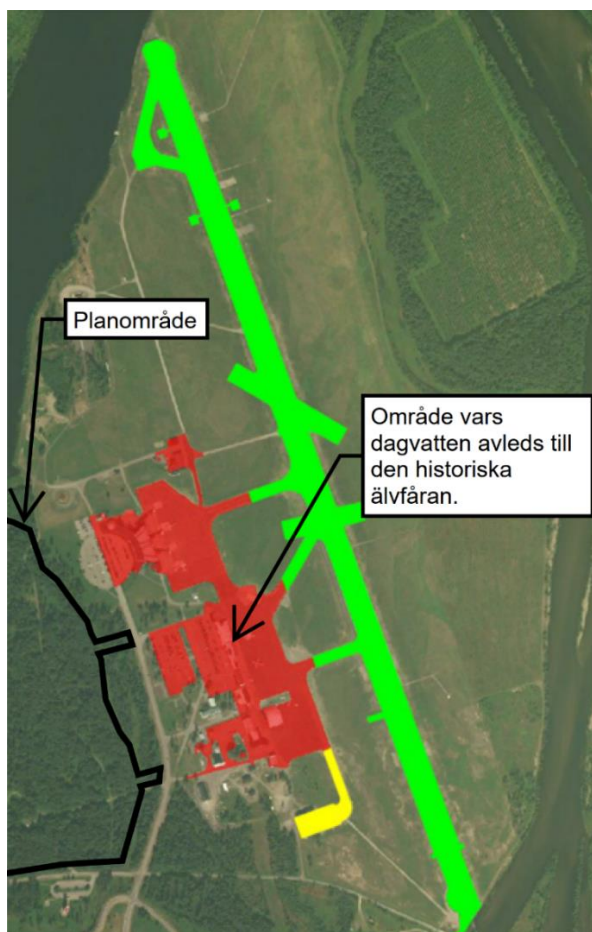 Planområde
Område vars
dagvatten avleds till
den historiska
älvfåran.